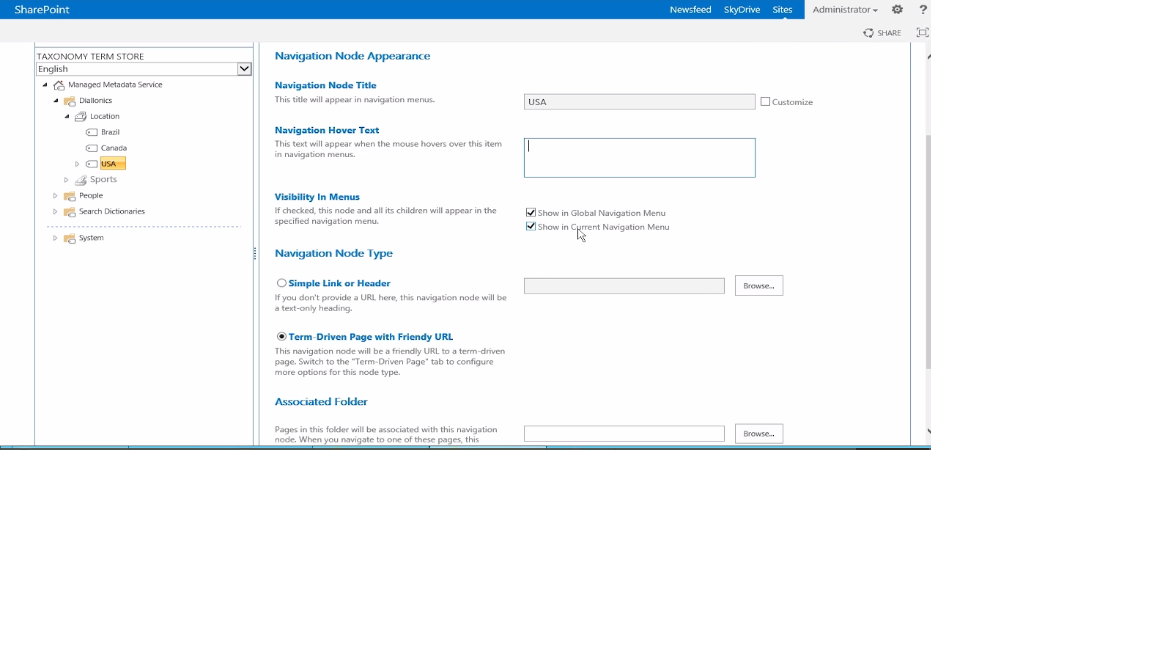 SharePoint
Newsfeed SkyDrive Sites Administrator ?
SHARE
TAXONOMY TERM STORE
English
Managed Metadata Service
Diallonics
Location
Brazil
Canada
USA
Sports
People
Search Dictionaries
System
Navigation Node Appearance
Navigation Node Title
This title will appear in navigation menus.
USA
Customize
Navigation Hover Text
This text will appear when the mouse hovers over this item
in navigation menus.
Visibility In Menus
If checked, this node and all its children will appear in the
specified navigation menu.
Show in Global Navigation Menu
Show in Current Navigation Menu
Navigation Node Type
Simple Link or Header
If you don't provide a URL here, this navigation node will be
a text-only heading.
Browse...
Term-Driven Page with Friendy URL
This navigation node will be a friendly URL to a term-driven
page. Switch to the "Term-Driven Page" tab to configure
more options for this node type.
Associated Folder
Pages in this folder will be associated with this navigation
node. When you navigate to one of these pages, this
Browse...